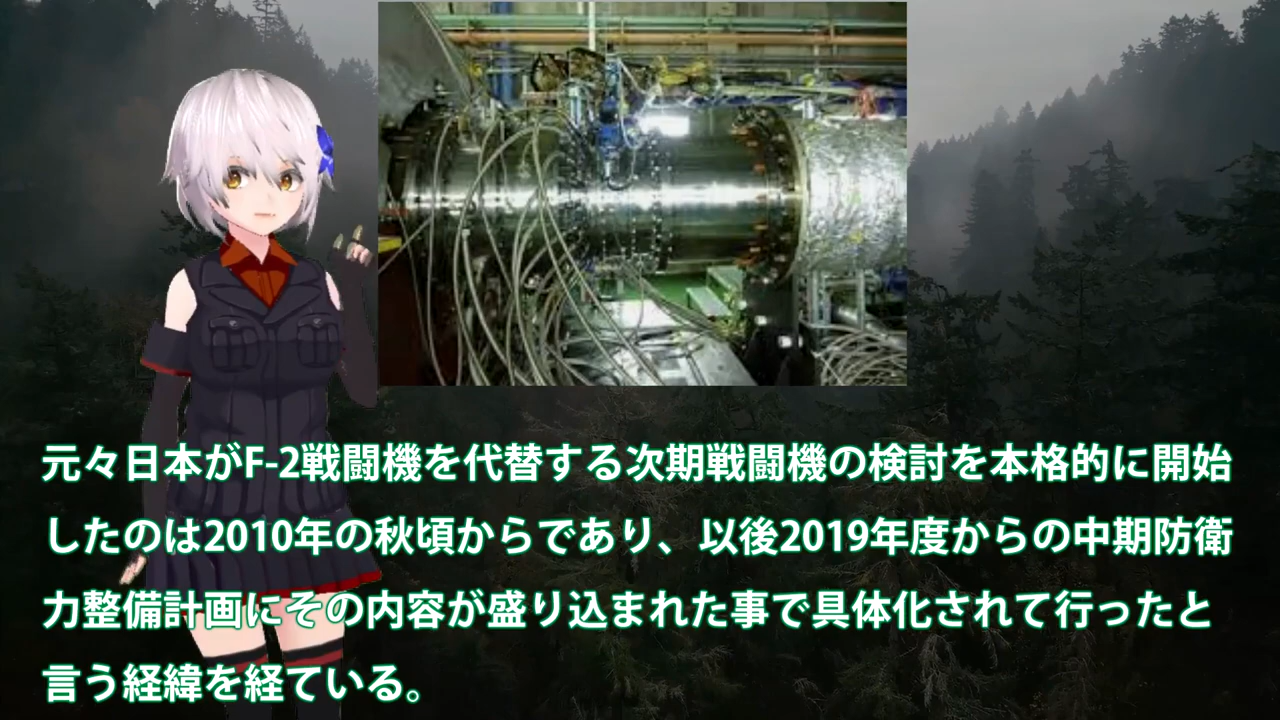 元々日本がF-2戦闘機を代替する次期戦闘機の検討を本格的に開始
したのは2010年の秋頃からであり、以後2019年度からの中期防衛
力整備計画にその内容が盛り込まれた事で具体化されて行ったと
言う経緯を経ている。